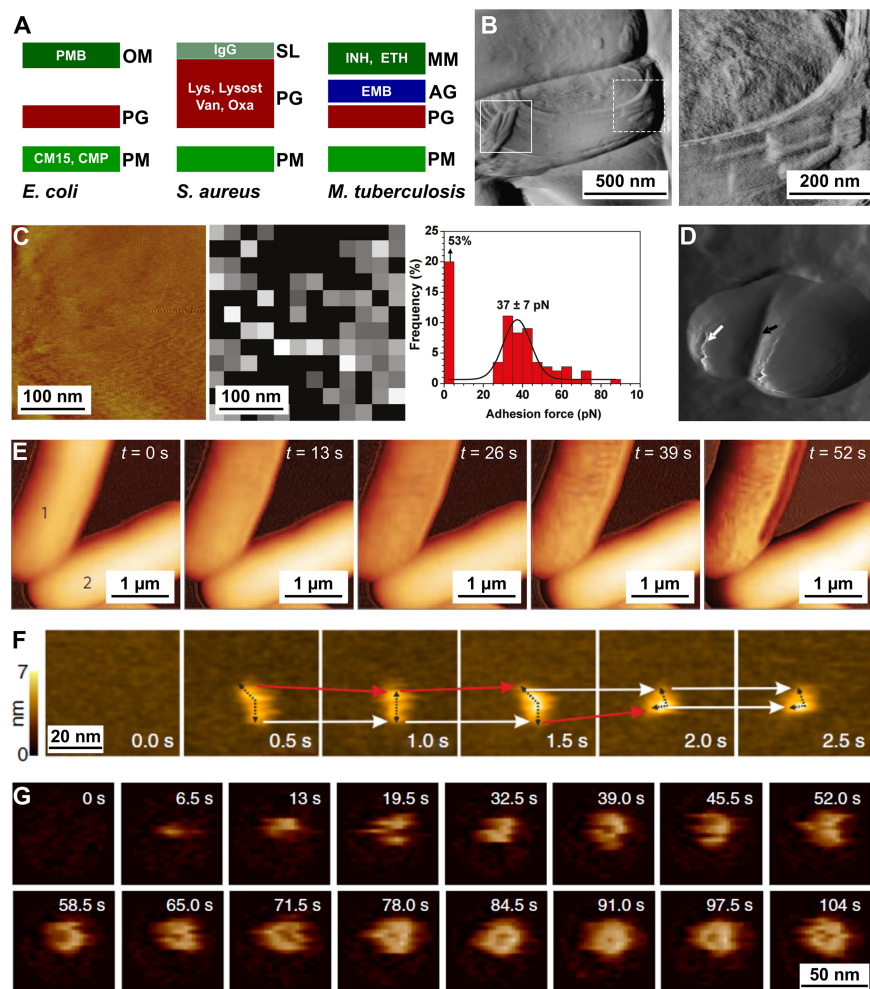 A
PMB
OM
PG
CM15, CMP
PM
E. coli
IgG
SL
Lys, Lysost
Van, Oxa
PG
PM
S. aureus
INH, ETH
MM
EMB
AG
PG
PM
M. tuberculosis
B
500 nm
200 nm
C
100 nm
100 nm
Frequency (%)
25
20
15
10
5
0
53%
37 ± 7 pN
0
20
40
60
80
10
Adhesion force (pN)
D
E
1
2
t = 0 s
1 µm
t = 13 s
1 µm
t = 26 s
1 µm
t = 39 s
1 µm
t = 52 s
1 µm
F
7
nm
0
20 nm
0.0 s
0.5 s
1.0 s
1.5 s
2.0 s
2.5 s
G
0 s
6.5 s
13 s
19.5 s
32.5 s
39.0 s
45.5 s
52.0 s
58.5 s
65.0 s
71.5 s
78.0 s
84.5 s
91.0 s
97.5 s
104 s
50 nm